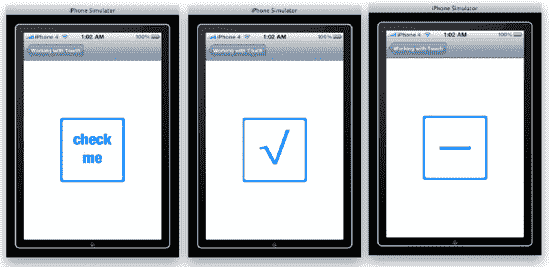 iPhone Simulator
iPhone 4 1:02 AM 100%
Working with Touch
check
me
iPhone Simulator
iPhone 4 1:02 AM 100%
Working with Touch
√
iPhone Simulator
iPhone 4 1:02 AM 100%
Working with Touch